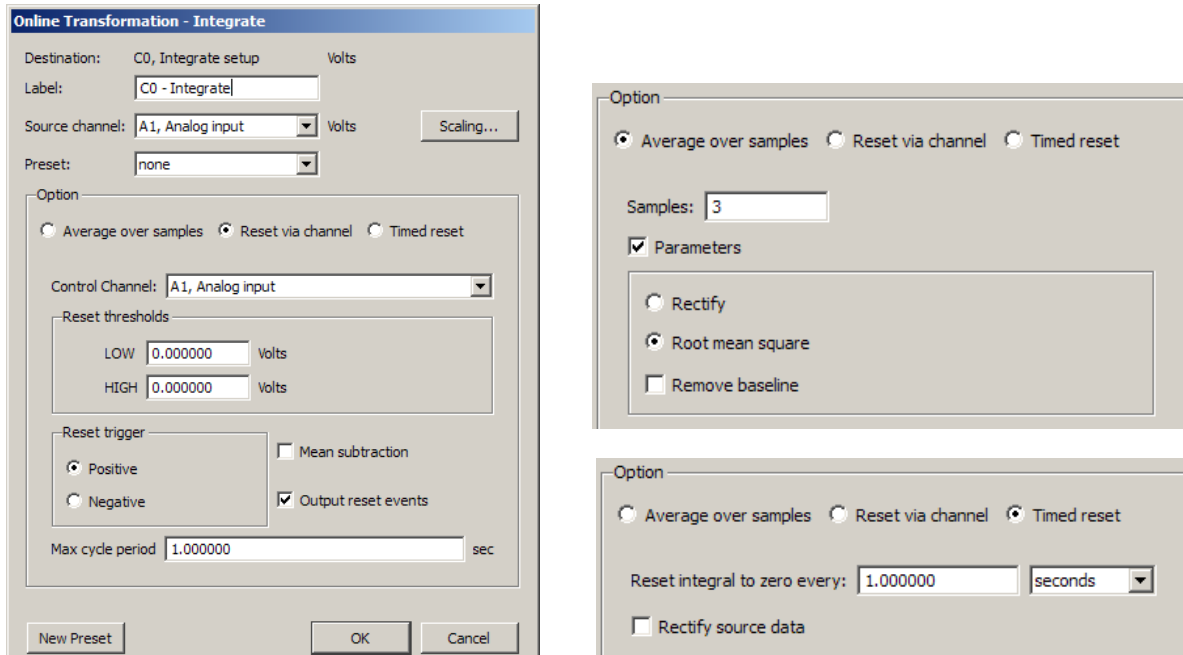 Online Transformation - Integrate
Destination: C0, Integrate setup Volts
Label: C0 - Integrate
Source channel: A1, Analog input Volts Scaling...
Preset: none
Option
Average over samples Reset via channel Timed reset
Control Channel: A1, Analog input
Reset thresholds
LOW 0.000000 Volts
HIGH 0.000000 Volts
Reset trigger
Positive
Negative
Mean subtraction
Output reset events
Max cycle period 1.000000 sec
New Preset OK Cancel
Option
Average over samples Reset via channel Timed reset
Samples: 3
Parameters
Rectify
Root mean square
Remove baseline
Option
Average over samples Reset via channel Timed reset
Reset integral to zero every: 1.000000 seconds
Rectify source data